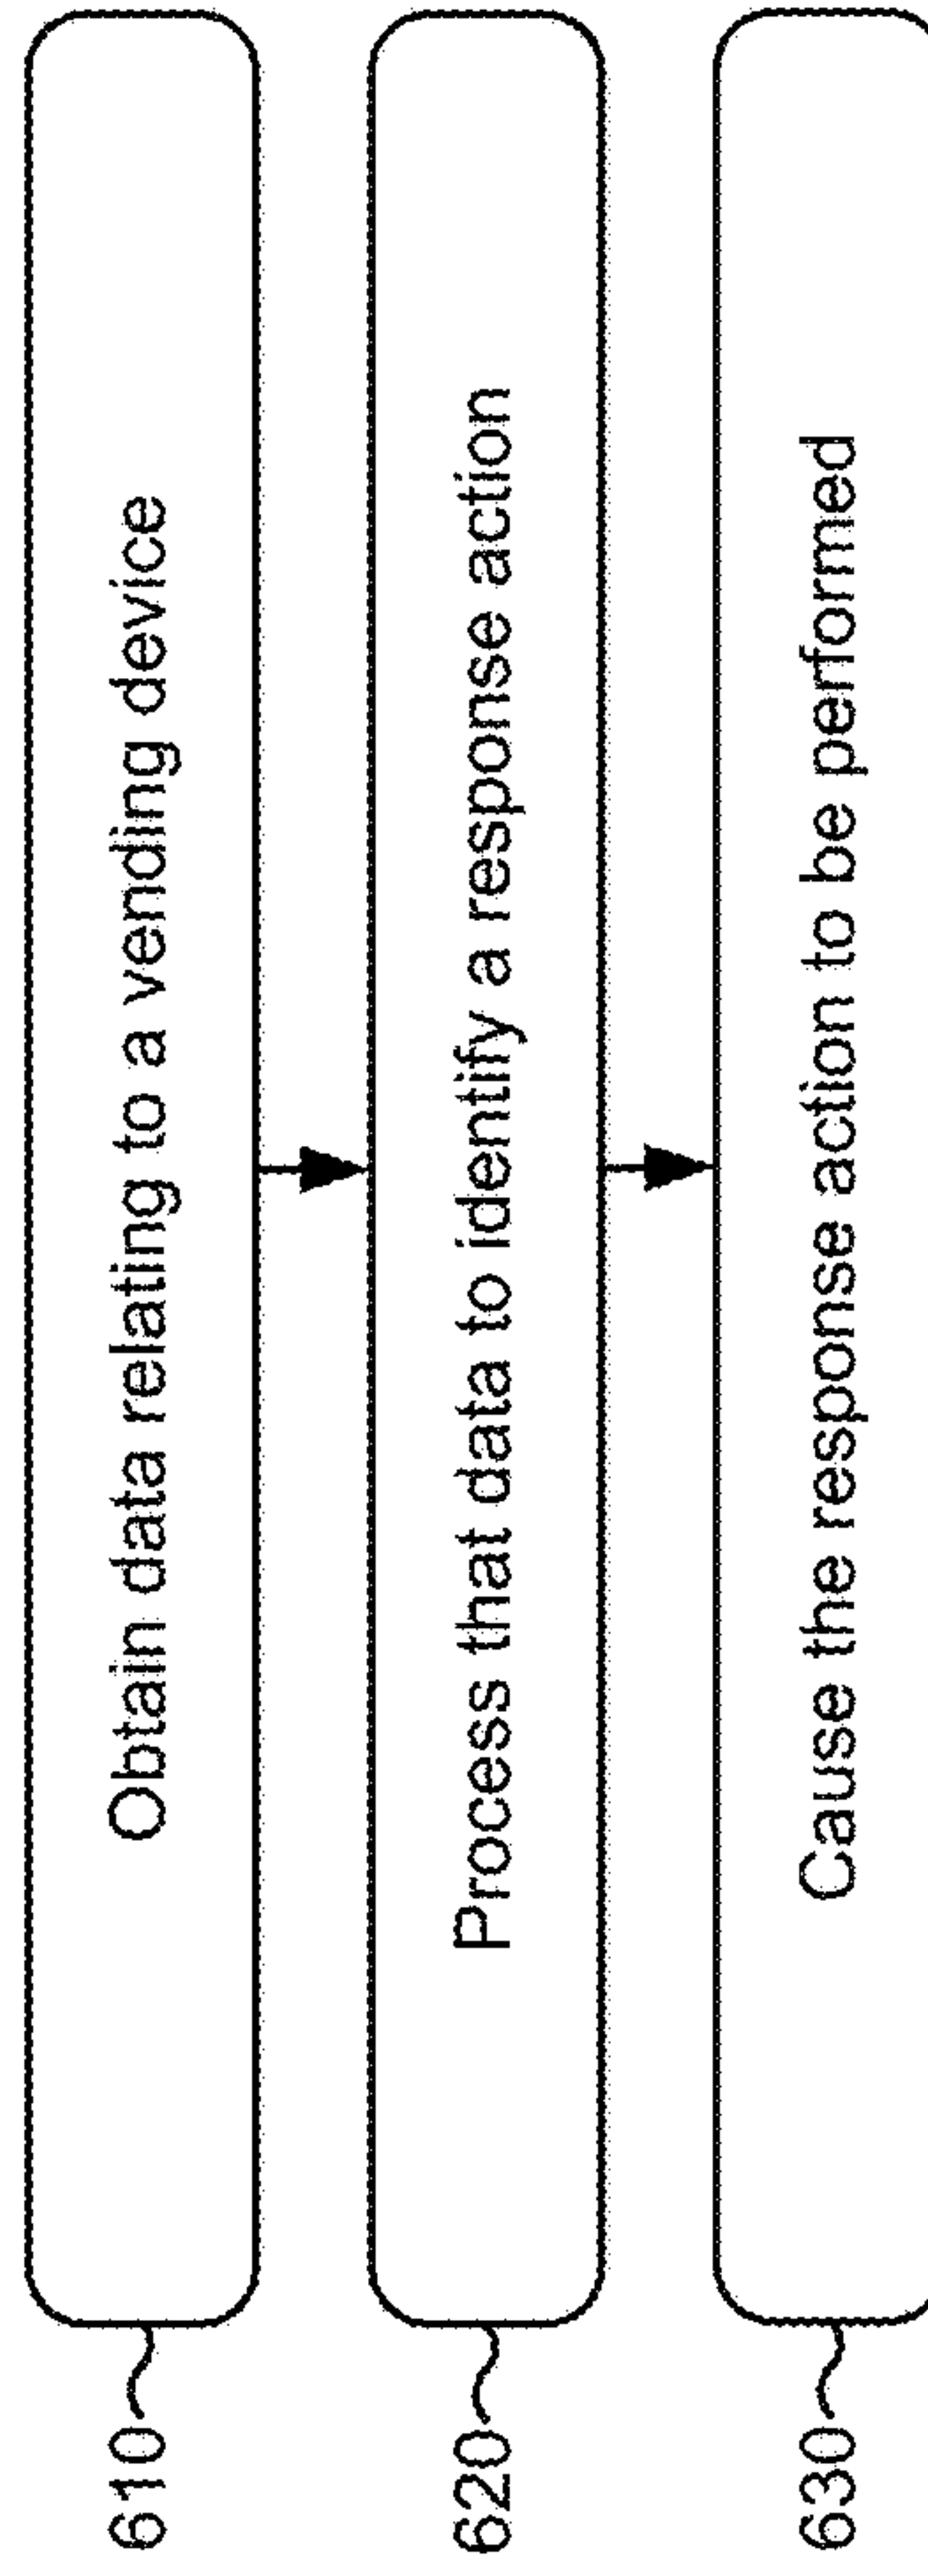 610
Obtain data relating to a vending device
620
Process that data to identify a response action
630
Cause the response action to be performed